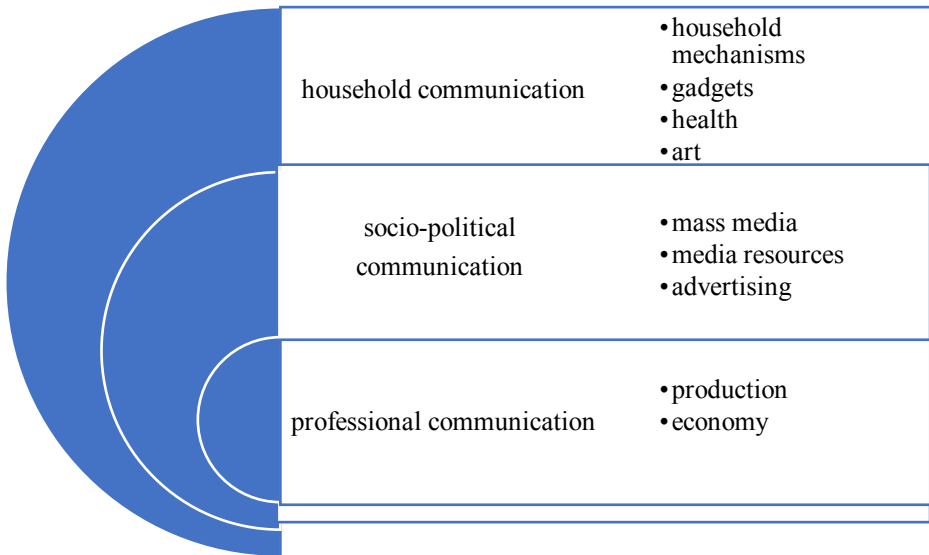 household communication
•household
mechanisms
•gadgets
•health
•art
socio-political
communication
•mass media
•media resources
•advertising
professional communication
•production
•economy